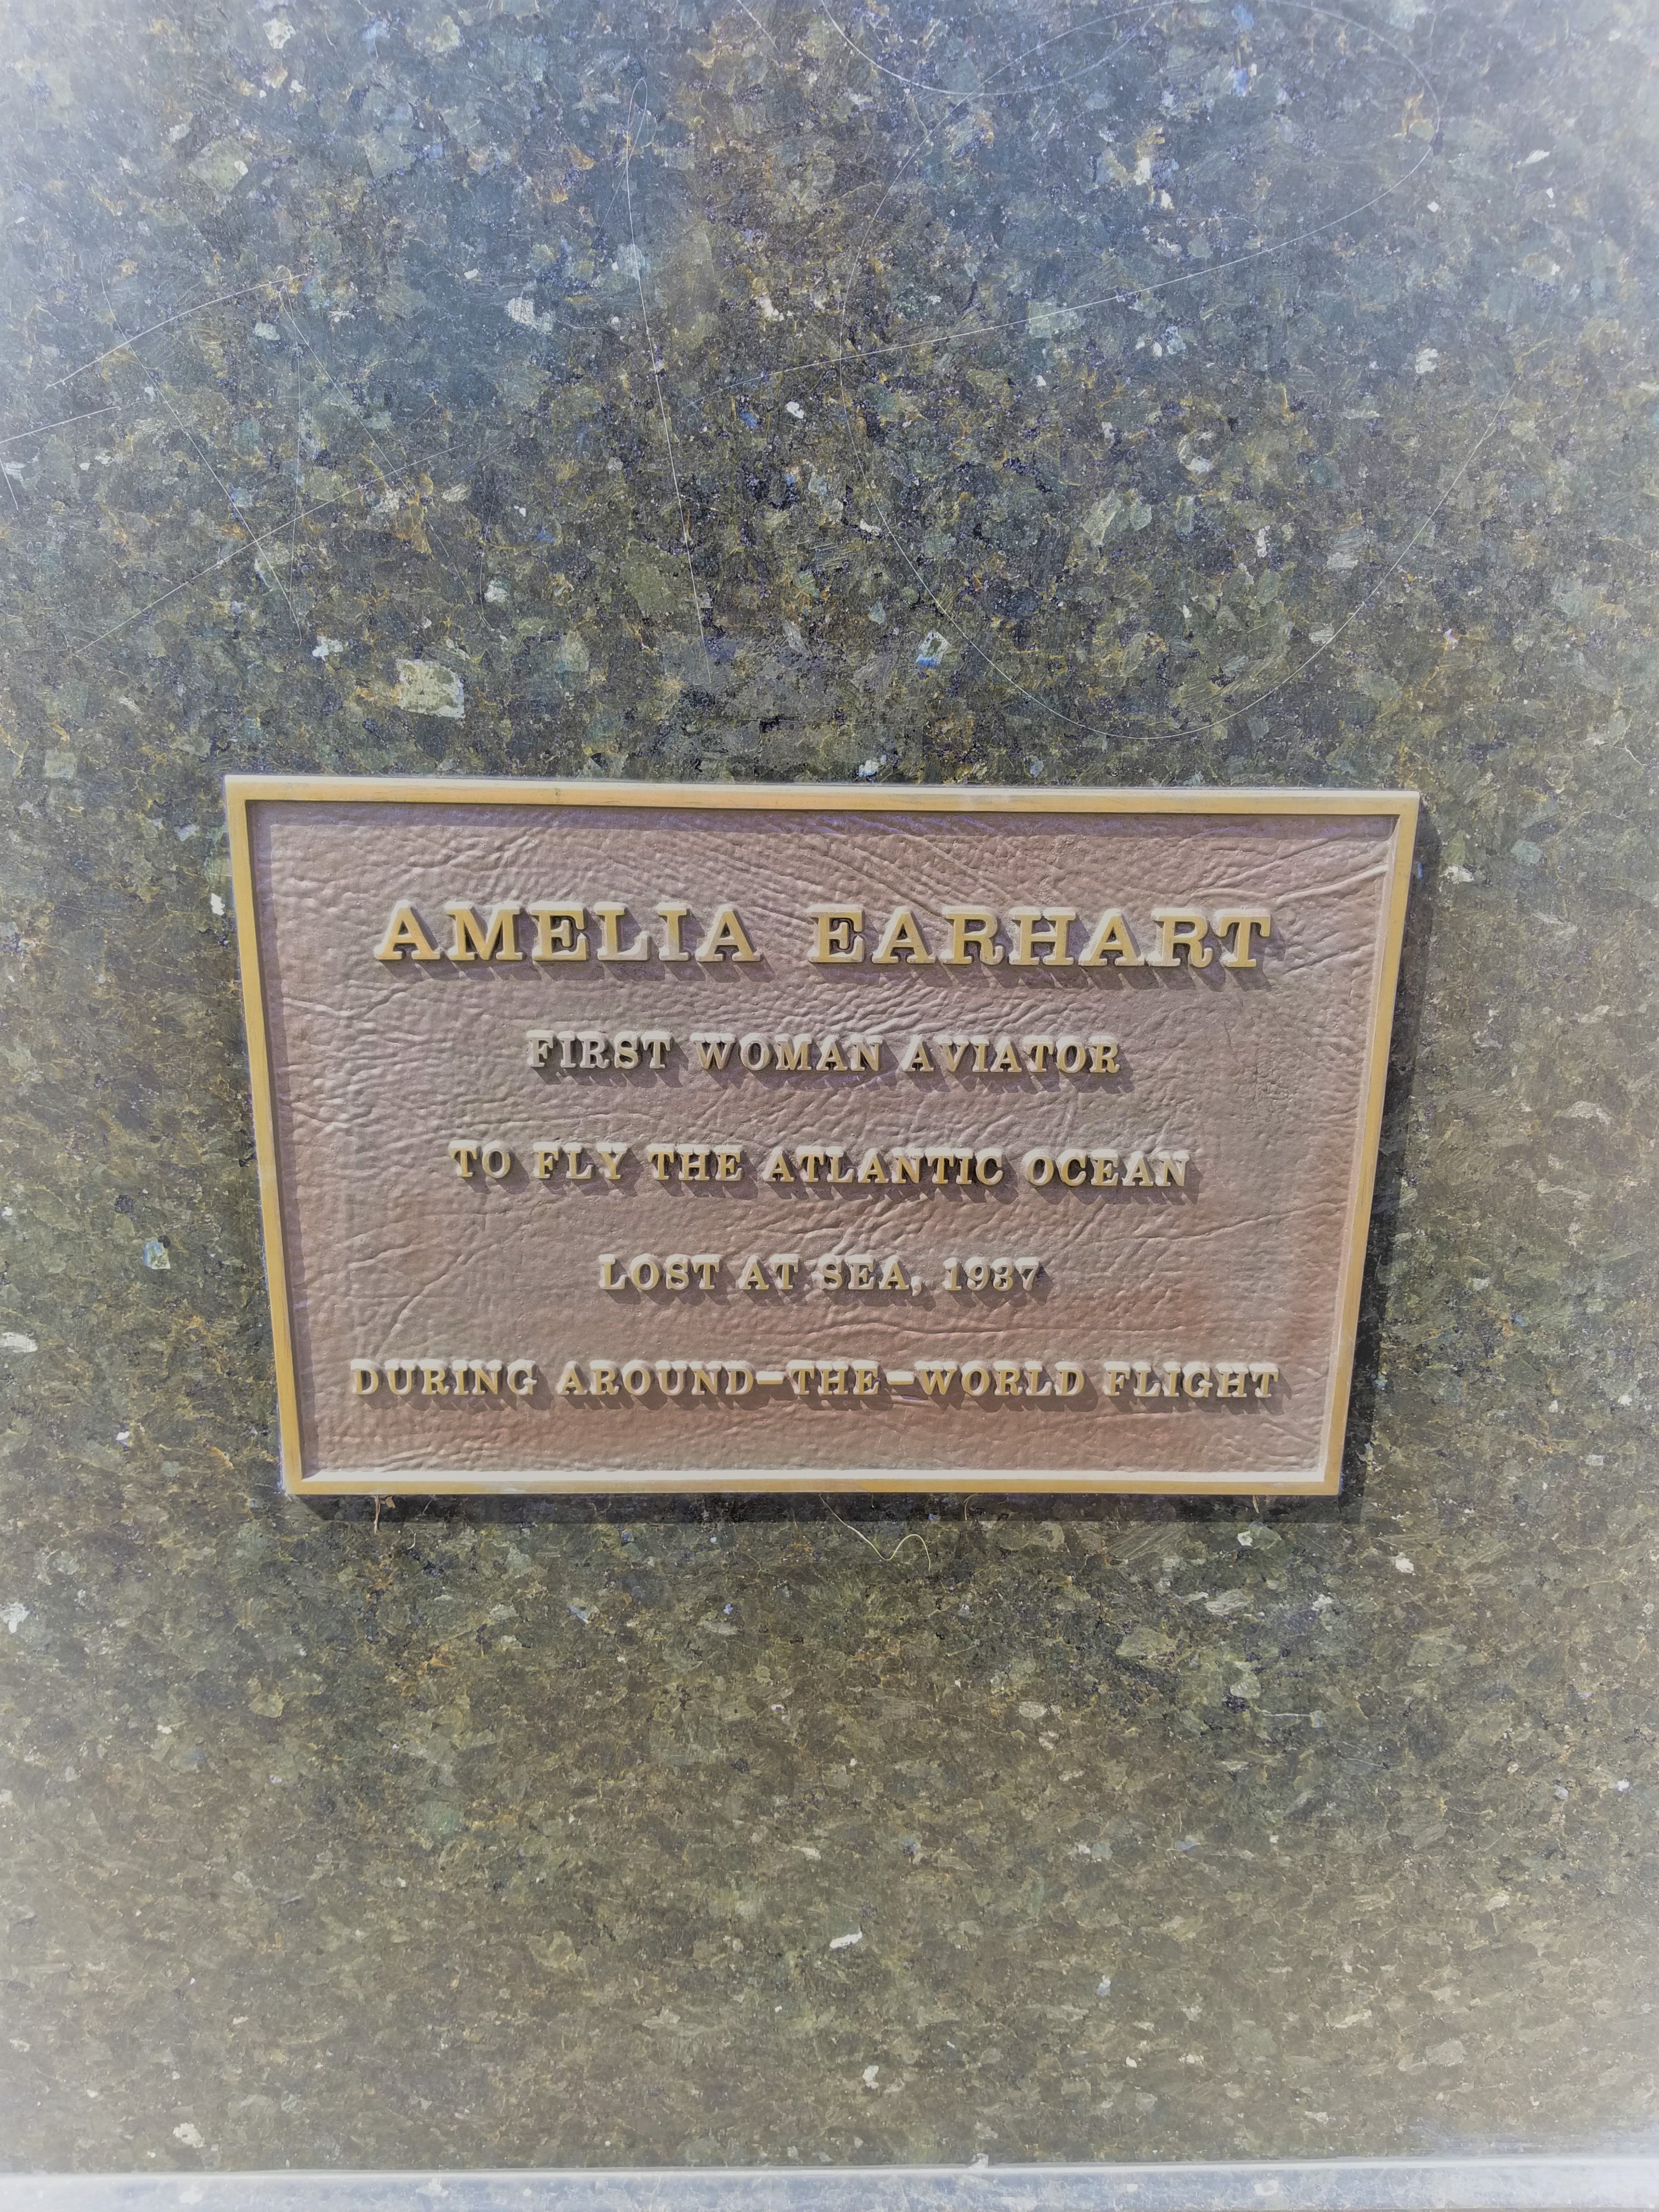 AMELIA EARHART
FIRST WOMAN AVIATOR
TO FLY THE ATLANTIC OCEAN
LOST AT SEA, 1937
DURING AROUND-THE-WORLD FLIGHT